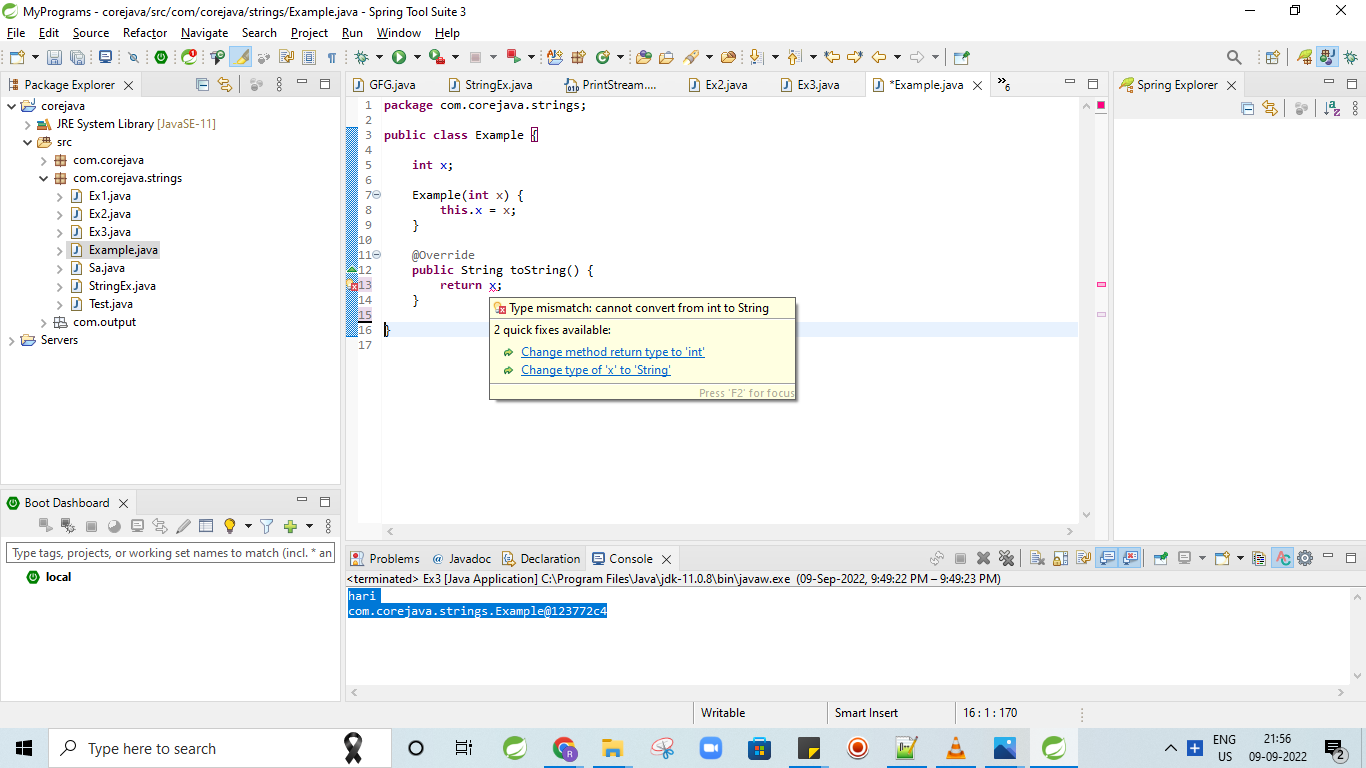 MyPrograms - corejava/src/com/corejava/strings/Example.java - Spring Tool Suite 3
File Edit Source Refactor Navigate Search Project Run Window Help
Package Explorer
corejava
JRE System Library [JavaSE-11]
src
com.corejava
com.corejava.strings
Ex1.java
Ex2.java
Ex3.java
Example.java
Sa.java
StringEx.java
Test.java
com.output
Servers
GFG.java StringEx.java PrintStream.... Ex2.java Ex3.java *Example.java »6
1 package com.corejava.strings;
2
3 public class Example {
4
5 int x;
6
7 Example(int x) {
8 this.x = x;
9 }
10
11 @Override
12 public String toString() {
13 return x;
14 }
15
16 }
17
Type mismatch: cannot convert from int to String
2 quick fixes available:
Change method return type to 'int'
Change type of 'x' to 'String'
Press 'F2' for focus
Spring Explorer
Boot Dashboard
Type tags, projects, or working set names to match (incl. * an
local
Problems @ Javadoc Declaration Console
<terminated> Ex3 [Java Application] C:\Program Files\Java\jdk-11.0.8\bin\javaw.exe (09-Sep-2022, 9:49:22 PM – 9:49:23 PM)
hari
com.corejava.strings.Example@123772c4
Writable Smart Insert 16 : 1 : 170
Type here to search
ENG
US
21:56
09-09-2022
2